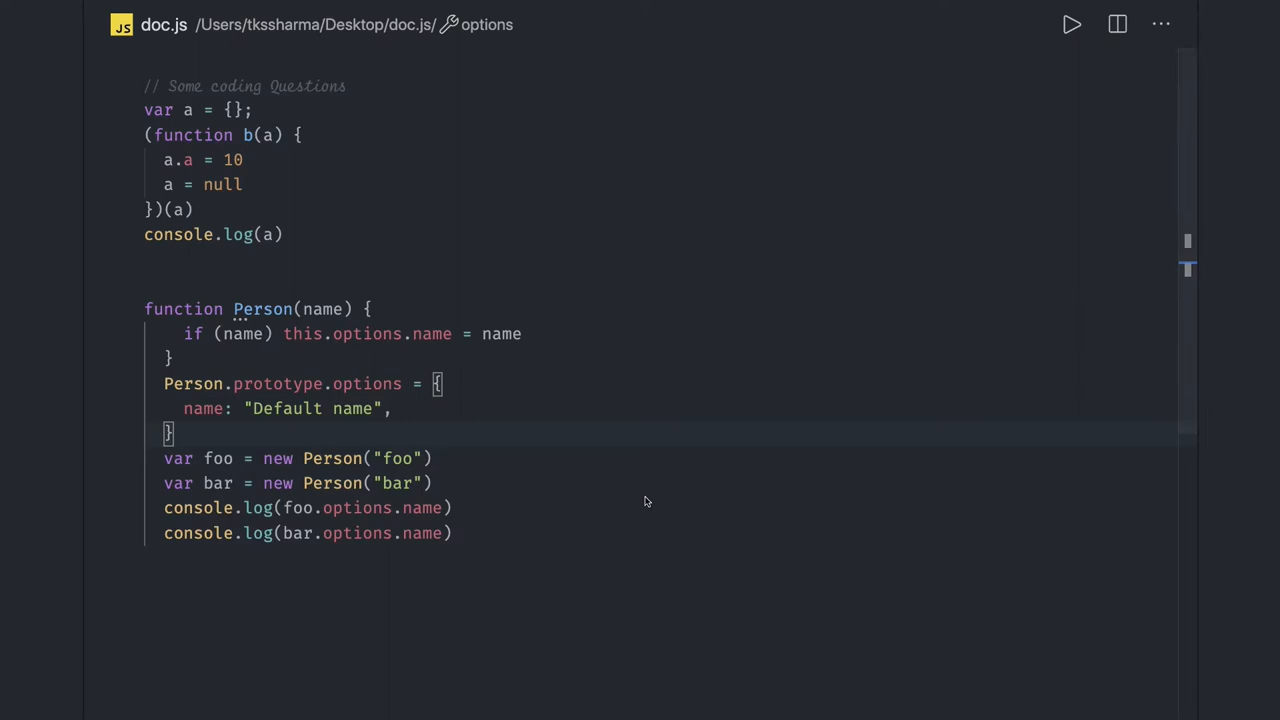 JS doc.js /Users/tkssharma/Desktop/doc.js/ options
// Some coding Questions
var a = {};
(function b(a) {
  a.a = 10
  a = null
})(a)
console.log(a)
function Person(name) {
    if (name) this.options.name = name
  }
  Person.prototype.options = {
    name: "Default name",
  }
  var foo = new Person("foo")
  var bar = new Person("bar")
  console.log(foo.options.name)
  console.log(bar.options.name)